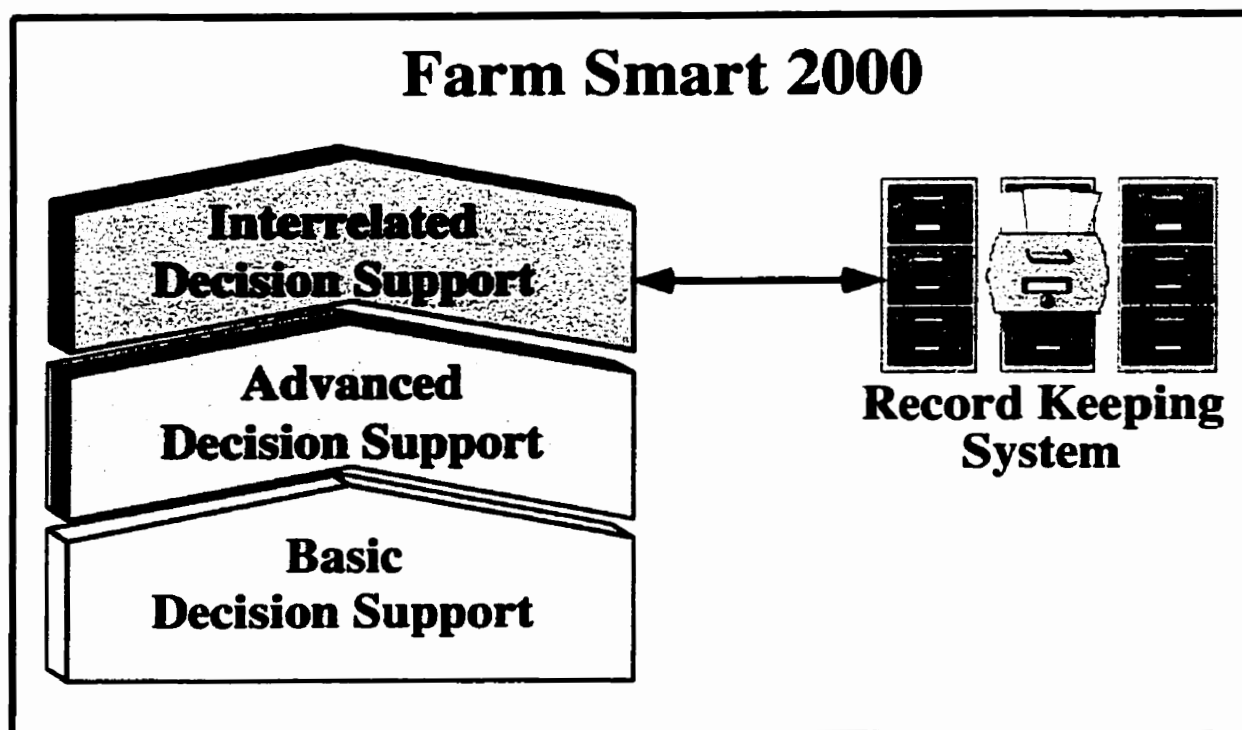 Farm Smart 2000
Interrelated
Decision Support
Advanced
Decision Support
Basic
Decision Support
Record Keeping
System